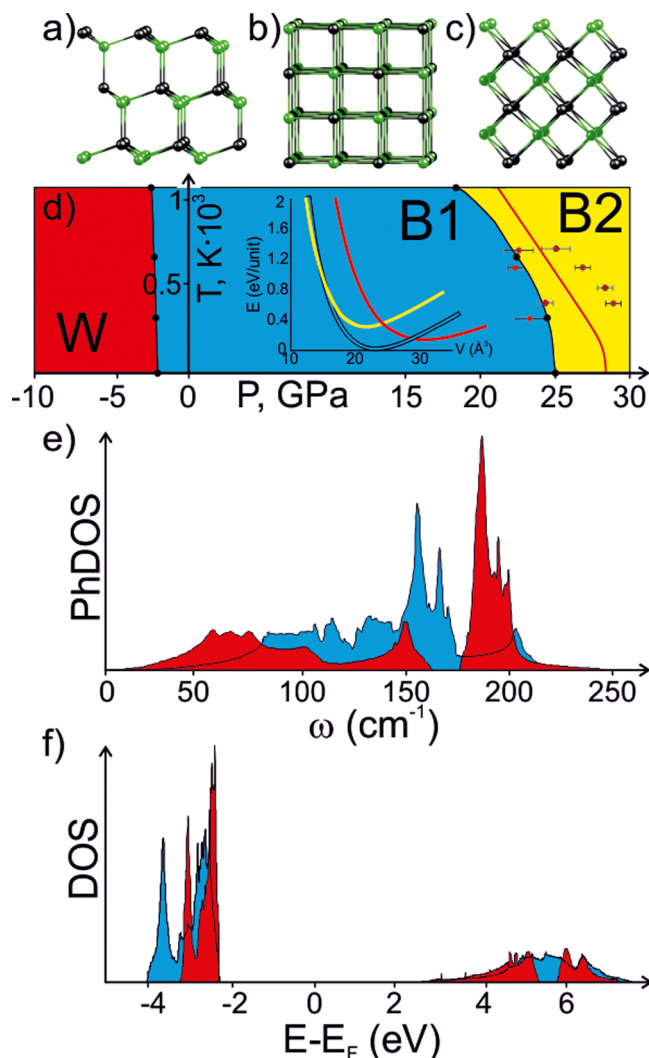 a) b) c)
d) W B1 B2
T, K·10³
1
0.5
E (eV/unit)
2
1.6
1.2
0.8
0.4
0
10 20 30 V (Å³)
-10 -5 0 P, GPa 15 20 25 30
e)
PhDOS
0 50 100 150 200 250
ω (cm⁻¹)
f)
DOS
-4 -2 0 2 4 6
E-E_F (eV)